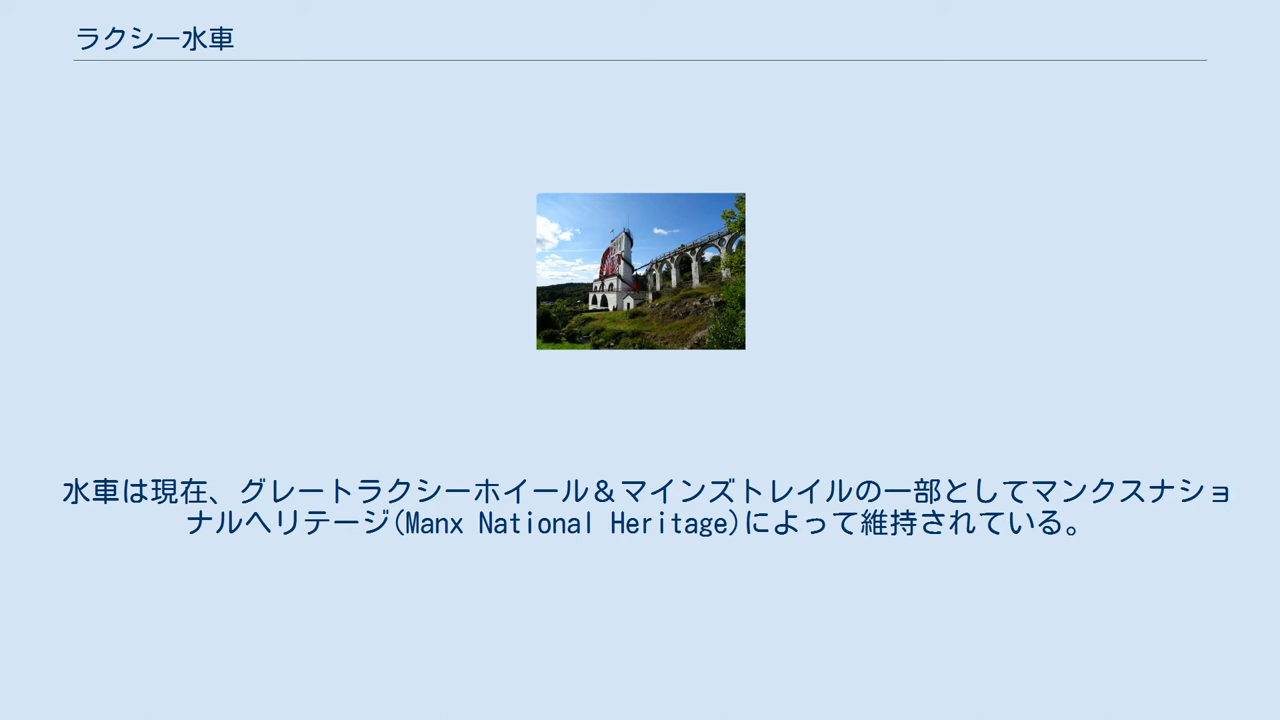 ラクシー水車
水車は現在、グレートラクシーホイール＆マインズトレイルの一部としてマンクスナショ
ナルヘリテージ(Manx National Heritage)によって維持されている。